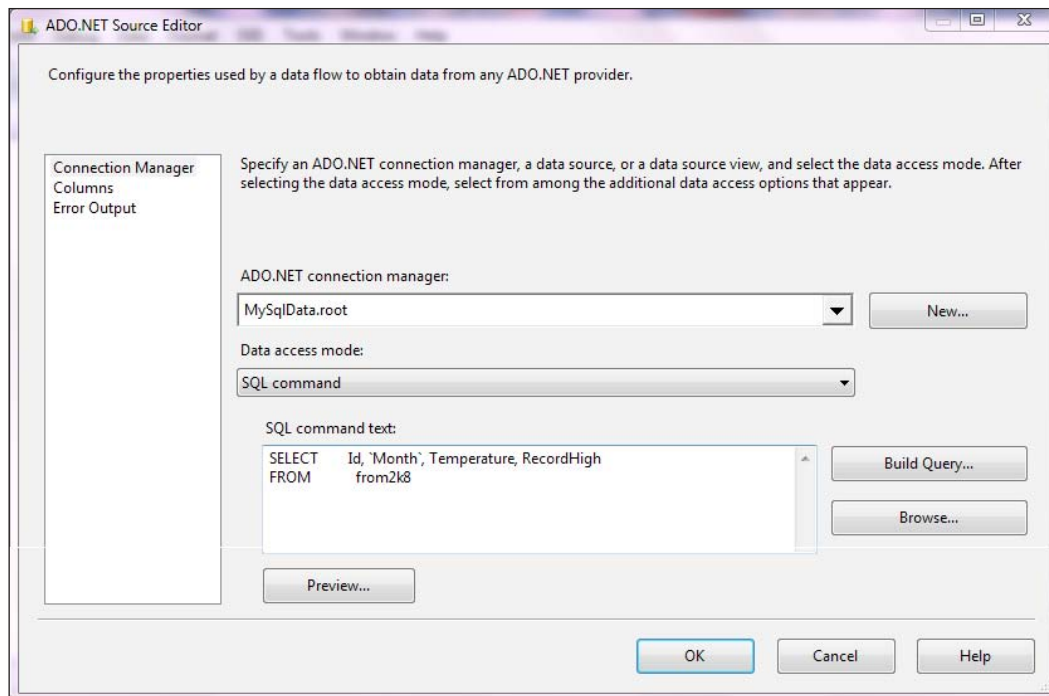 ADO.NET Source Editor
Configure the properties used by a data flow to obtain data from any ADO.NET provider.
Connection Manager
Columns
Error Output
Specify an ADO.NET connection manager, a data source, or a data source view, and select the data access mode. After
selecting the data access mode, select from among the additional data access options that appear.
ADO.NET connection manager:
MySqlData.root
New...
Data access mode:
SQL command
SQL command text:
SELECT Id, `Month`, Temperature, RecordHigh
FROM from2k8
Build Query...
Browse...
Preview...
OK
Cancel
Help